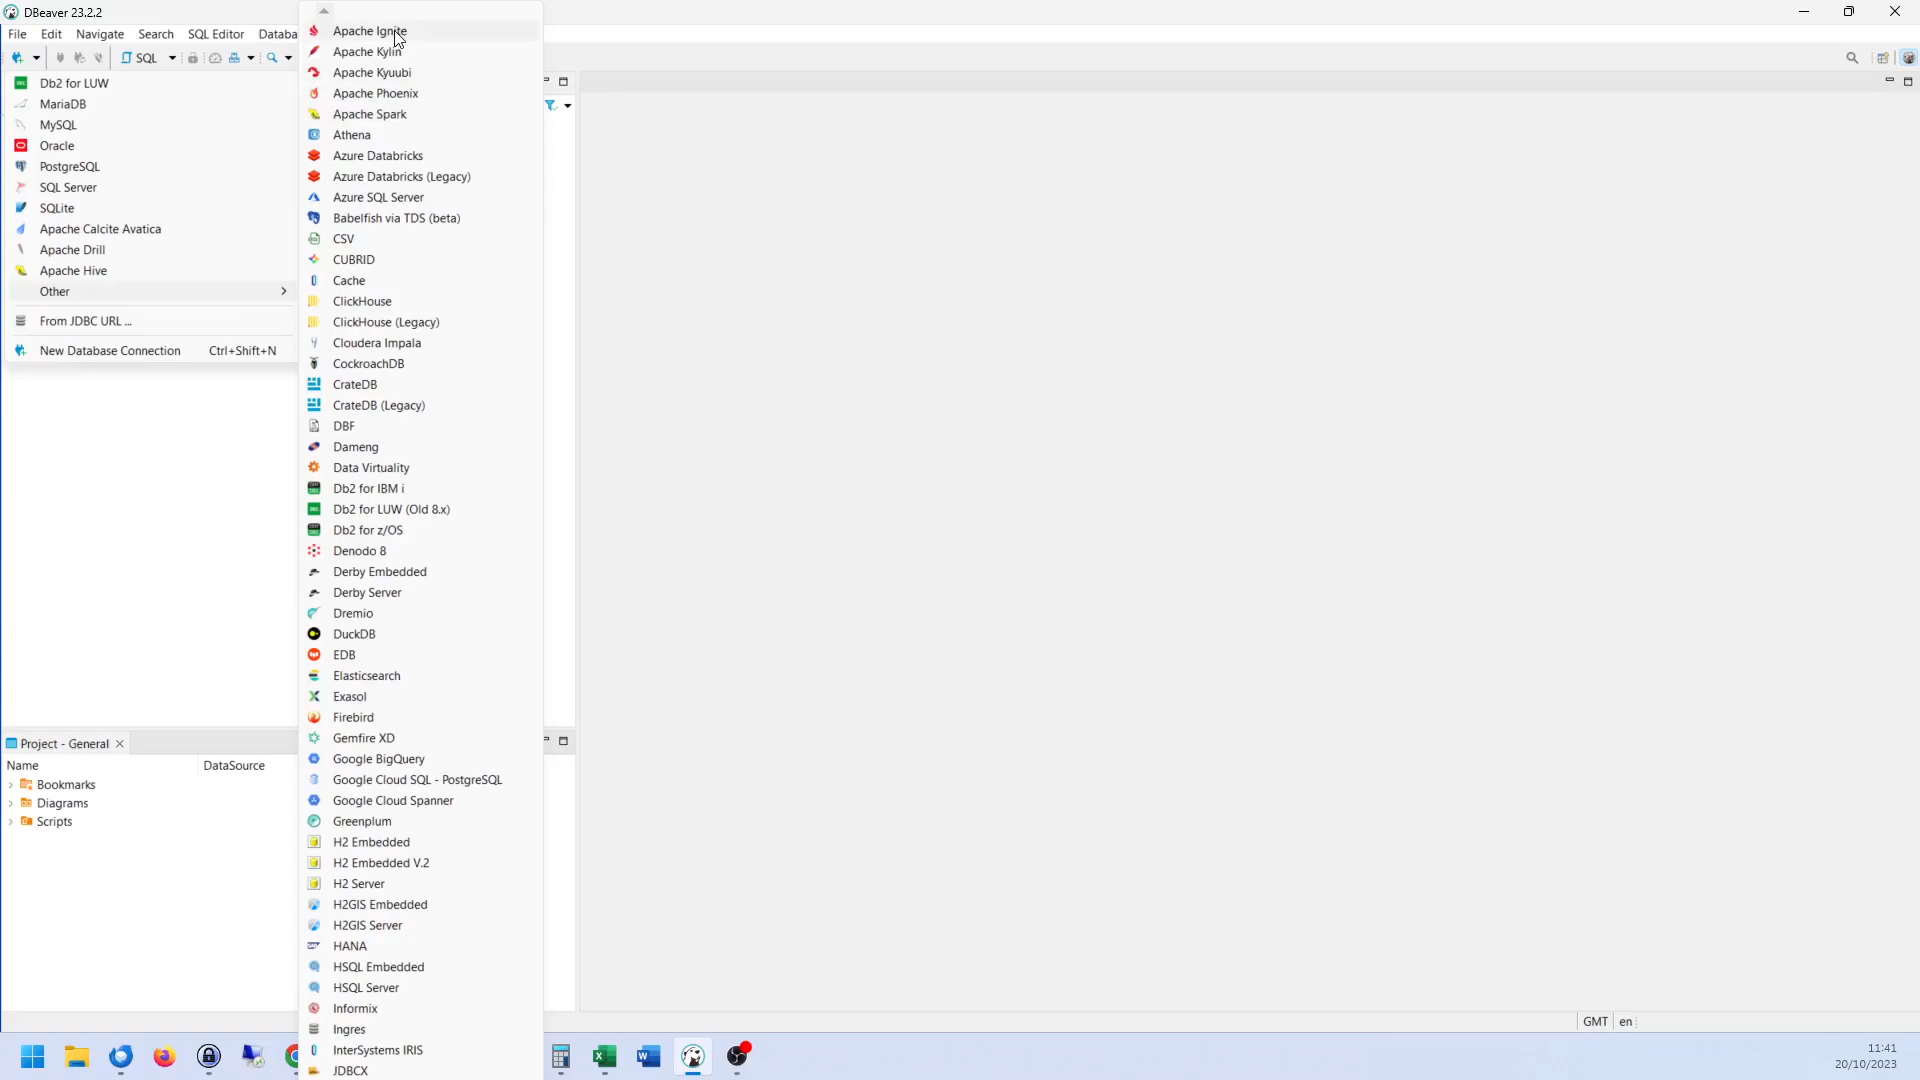 DBeaver 23.2.2
File Edit Navigate Search SQL Editor Databa
SQL
Db2 for LUW
MariaDB
MySQL
Oracle
PostgreSQL
SQL Server
SQLite
Apache Calcite Avatica
Apache Drill
Apache Hive
Other
From JDBC URL ...
New Database Connection Ctrl+Shift+N
Apache Ignite
Apache Kylin
Apache Kyuubi
Apache Phoenix
Apache Spark
Athena
Azure Databricks
Azure Databricks (Legacy)
Azure SQL Server
Babelfish via TDS (beta)
CSV
CUBRID
Cache
ClickHouse
ClickHouse (Legacy)
Cloudera Impala
CockroachDB
CrateDB
CrateDB (Legacy)
DBF
Dameng
Data Virtuality
Db2 for IBM i
Db2 for LUW (Old 8.x)
Db2 for z/OS
Denodo 8
Derby Embedded
Derby Server
Dremio
DuckDB
EDB
Elasticsearch
Exasol
Firebird
Gemfire XD
Google BigQuery
Google Cloud SQL - PostgreSQL
Google Cloud Spanner
Greenplum
H2 Embedded
H2 Embedded V.2
H2 Server
H2GIS Embedded
H2GIS Server
HANA
HSQL Embedded
HSQL Server
Informix
Ingres
InterSystems IRIS
JDBCX
Project - General
Name DataSource
Bookmarks
Diagrams
Scripts
GMT en
11:41
20/10/2023